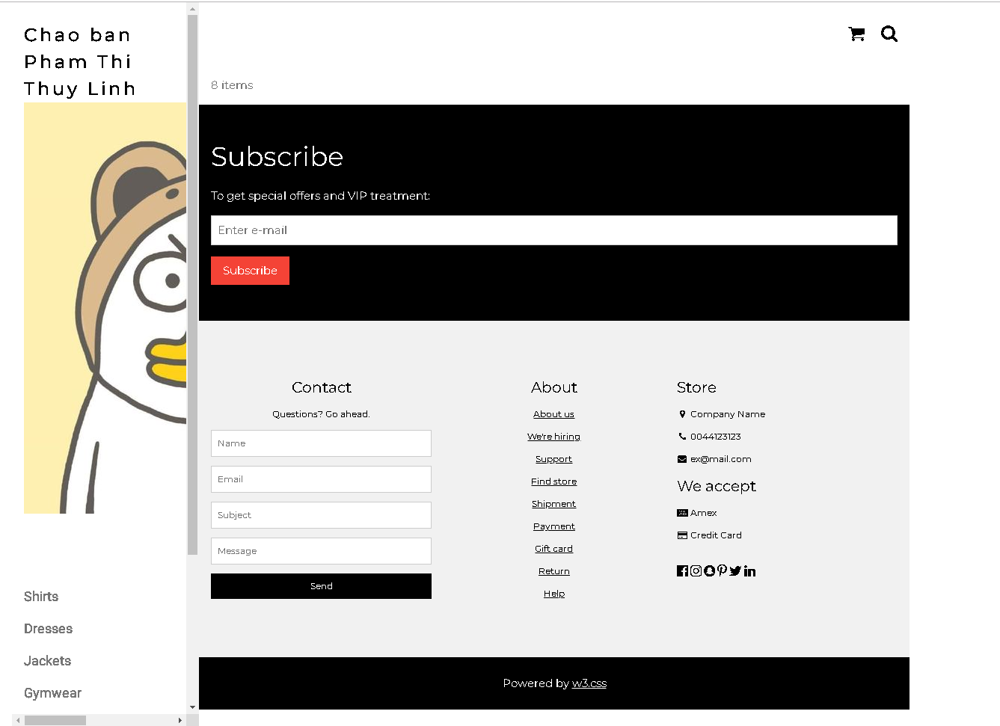 Chao ban
Pham Thi
Thuy Linh
Shirts
Dresses
Jackets
Gymwear
8 items
Subscribe
To get special offers and VIP treatment:
Enter e-mail
Subscribe
Contact
Questions? Go ahead.
Name
Email
Subject
Message
Send
About
About us
We're hiring
Support
Find store
Shipment
Payment
Gift card
Return
Help
Store
Company Name
0044123123
ex@mail.com
We accept
Amex
Credit Card
Powered by w3.css